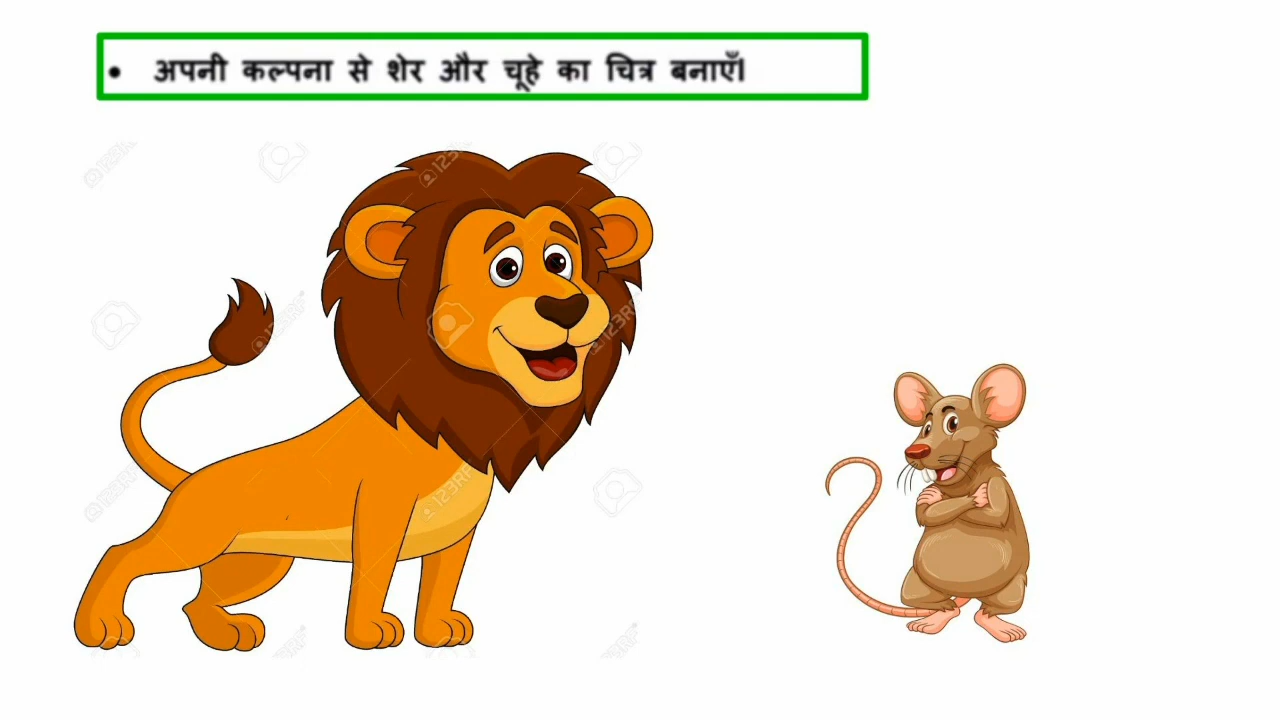 • अपनी कल्पना से शेर और चूहे का चित्र बनाएँ।